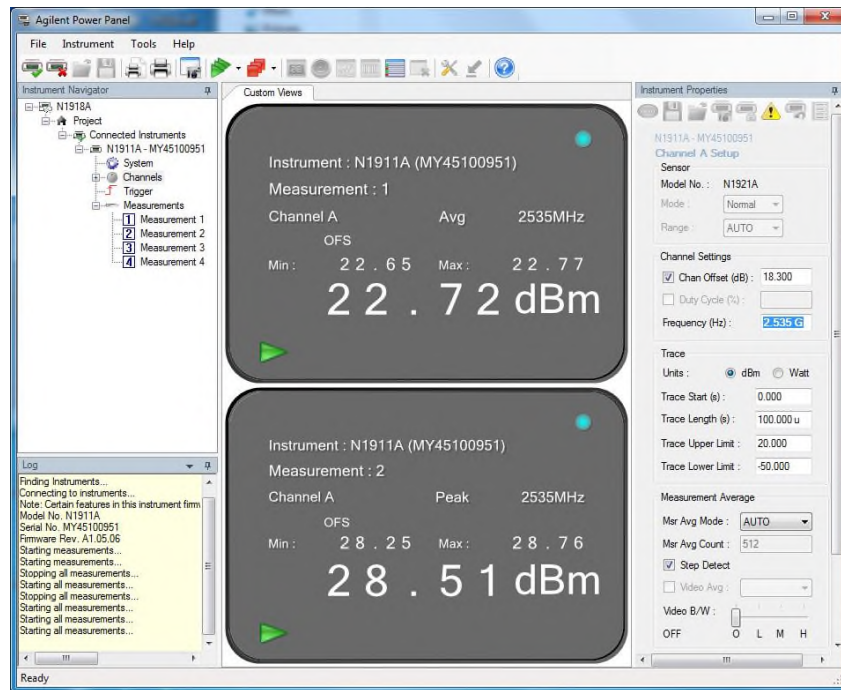 Agilent Power Panel
File Instrument Tools Help
Instrument Navigator
N1918A
Project
Connected Instruments
N1911A - MY45100951
System
Channels
Trigger
Measurements
1 Measurement 1
2 Measurement 2
3 Measurement 3
4 Measurement 4
Log
Finding Instruments...
Connecting to instruments...
Note: Certain features in this instrument firm
Model No. N1911A
Serial No. MY45100951
Firmware Rev. A1.05.06
Starting measurements...
Starting measurements...
Stopping all measurements...
Starting all measurements...
Stopping all measurements...
Starting all measurements...
Starting all measurements...
Starting all measurements...
Custom Views
Instrument : N1911A (MY45100951)
Measurement : 1
Channel A Avg 2535MHz
OFS
Min : 22.65 Max : 22.77
22.72 dBm
Instrument : N1911A (MY45100951)
Measurement : 2
Channel A Peak 2535MHz
OFS
Min : 28.25 Max : 28.76
28.51 dBm
Instrument Properties
N1911A - MY45100951
Channel A Setup
Sensor
Model No. : N1921A
Mode : Normal
Range : AUTO
Channel Settings
Chan Offset (dB) : 18.300
Duty Cycle (%) :
Frequency (Hz) : 2.535 G
Trace
Units : dBm Watt
Trace Start (s) : 0.000
Trace Length (s) : 100.000 u
Trace Upper Limit : 20.000
Trace Lower Limit : -50.000
Measurement Average
Msr Avg Mode : AUTO
Msr Avg Count : 512
Step Detect
Video Avg :
Video B/W :
OFF O L M H
Ready